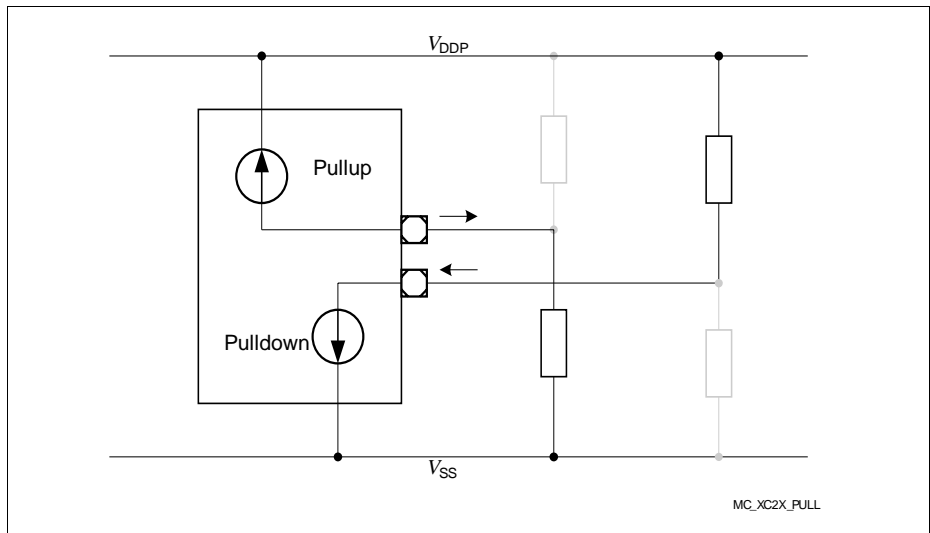 VDDP
Pullup
Pulldown
VSS
MC_XC2X_PULL